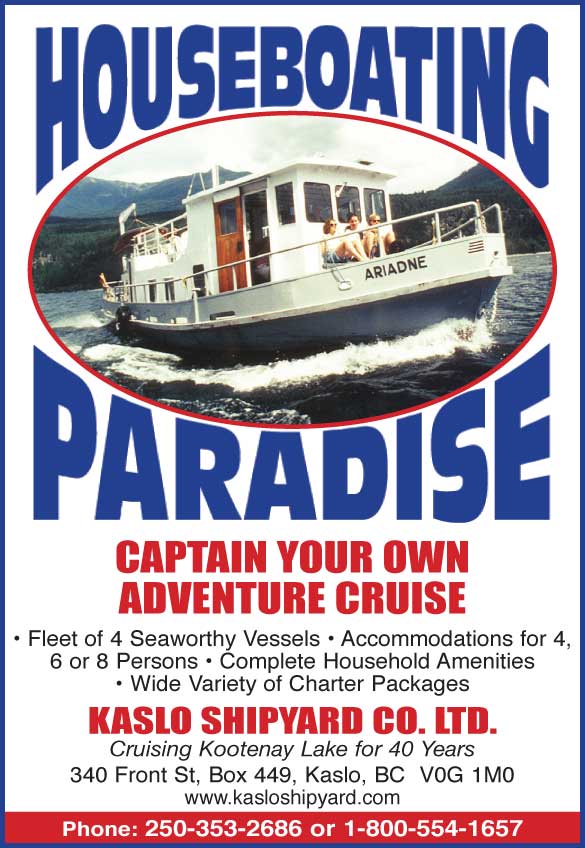 HOUSEBOATING
ARIADNE
PARADISE
CAPTAIN YOUR OWN
ADVENTURE CRUISE
• Fleet of 4 Seaworthy Vessels • Accommodations for 4,
6 or 8 Persons • Complete Household Amenities
• Wide Variety of Charter Packages
KASLO SHIPYARD CO. LTD.
Cruising Kootenay Lake for 40 Years
340 Front St, Box 449, Kaslo, BC  V0G 1M0
www.kasloshipyard.com
Phone: 250-353-2686 or 1-800-554-1657